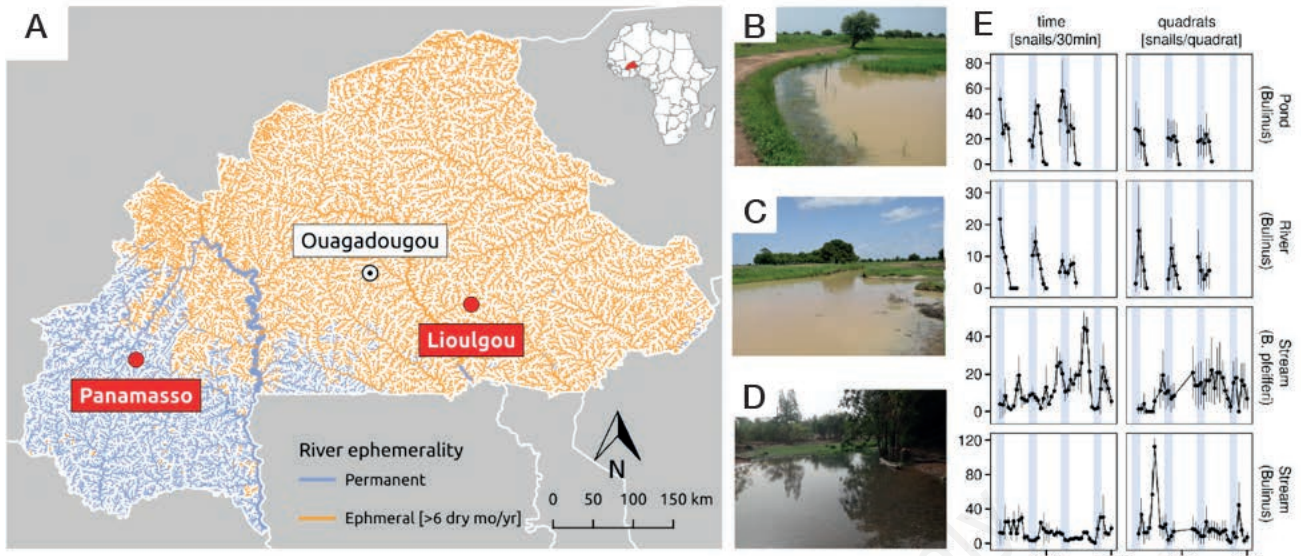 A
Ouagadougou
Lioulgou
Panamasso
River ephemerality
Permanent
Ephmeral [>6 dry mo/yr]
N
0 50 100 150 km
B
C
D
E
time
[snails/30min]
quadrats
[snails/quadrat]
80
60
40
20
0
Pond
(Bulinus)
30
20
10
0
River
(Bulinus)
40
20
0
Stream
(B. pfeifferi)
120
80
40
0
Stream
(Bulinus)